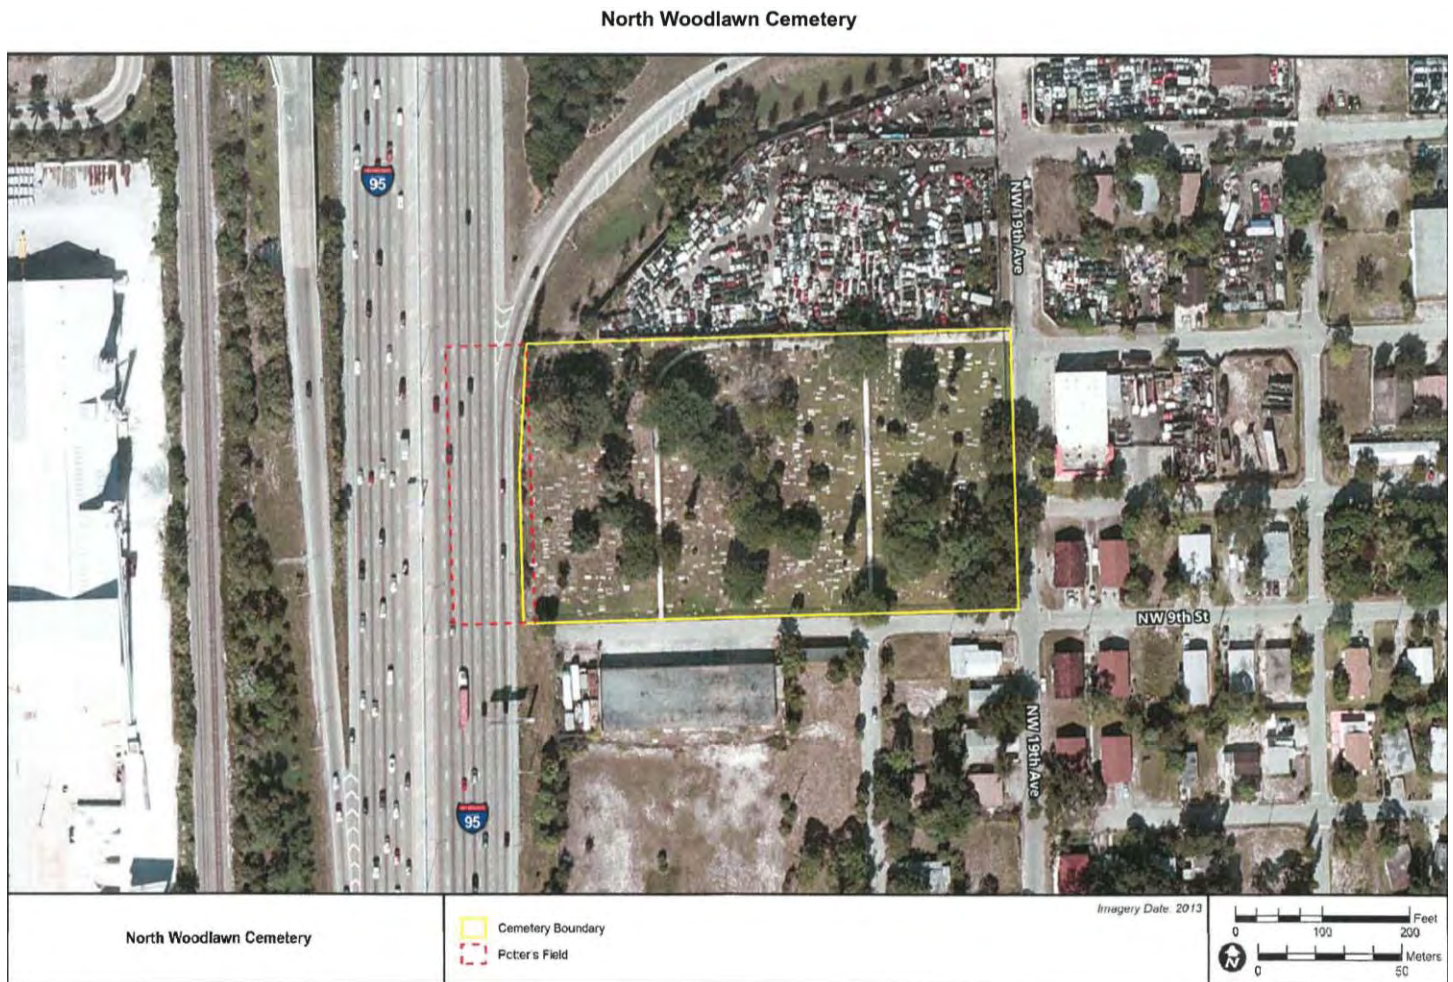 North Woodlawn Cemetery
95
NW 19th Ave
NW 9th St
NW 19th Ave
95
Imagery Date: 2013
North Woodlawn Cemetery
Cemetery Boundary
Potter's Field
Feet
0 100 200
N
Meters
0 50